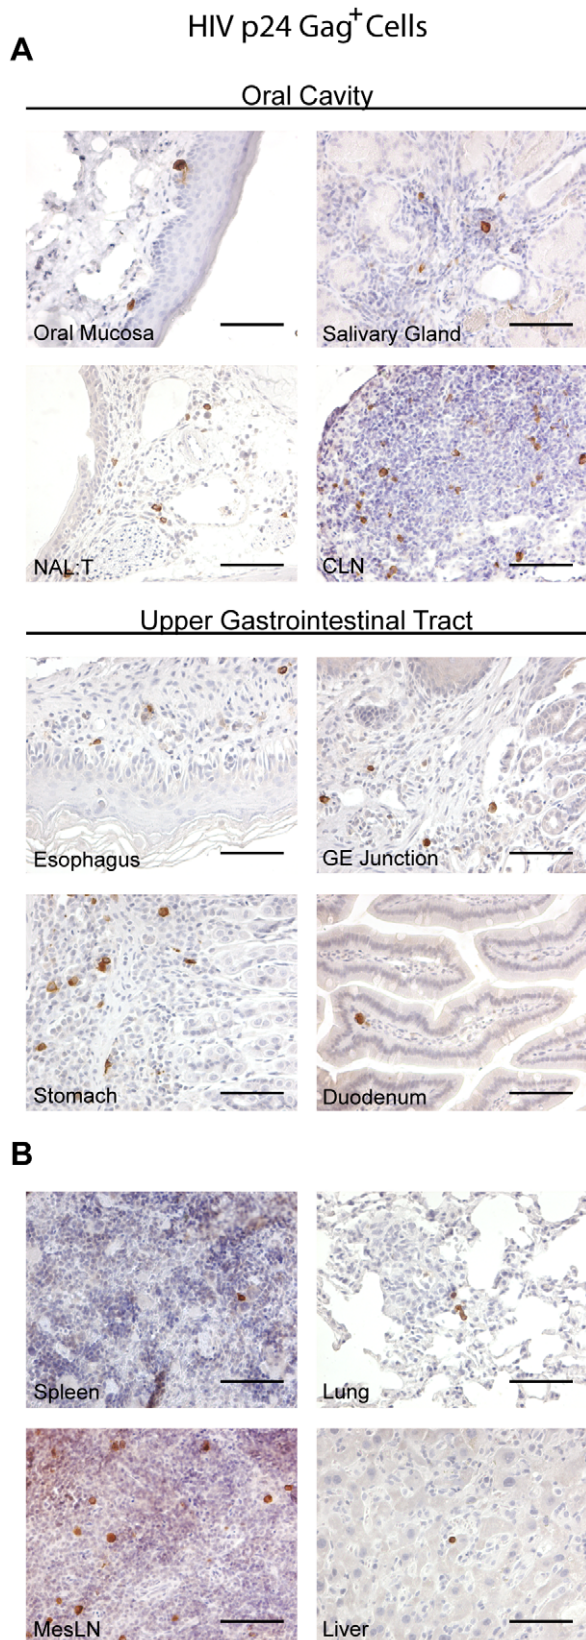 HIV p24 Gag+ Cells
A
Oral Cavity
Oral Mucosa
Salivary Gland
NAL:T
CLN
Upper Gastrointestinal Tract
Esophagus
GE Junction
Stomach
Duodenum
B
Spleen
Lung
MesLN
Liver